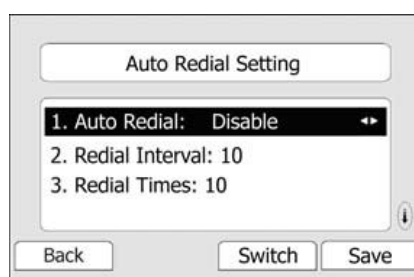 Auto Redial Setting
1. Auto Redial: Disable
2. Redial Interval: 10
3. Redial Times: 10
Back Switch Save